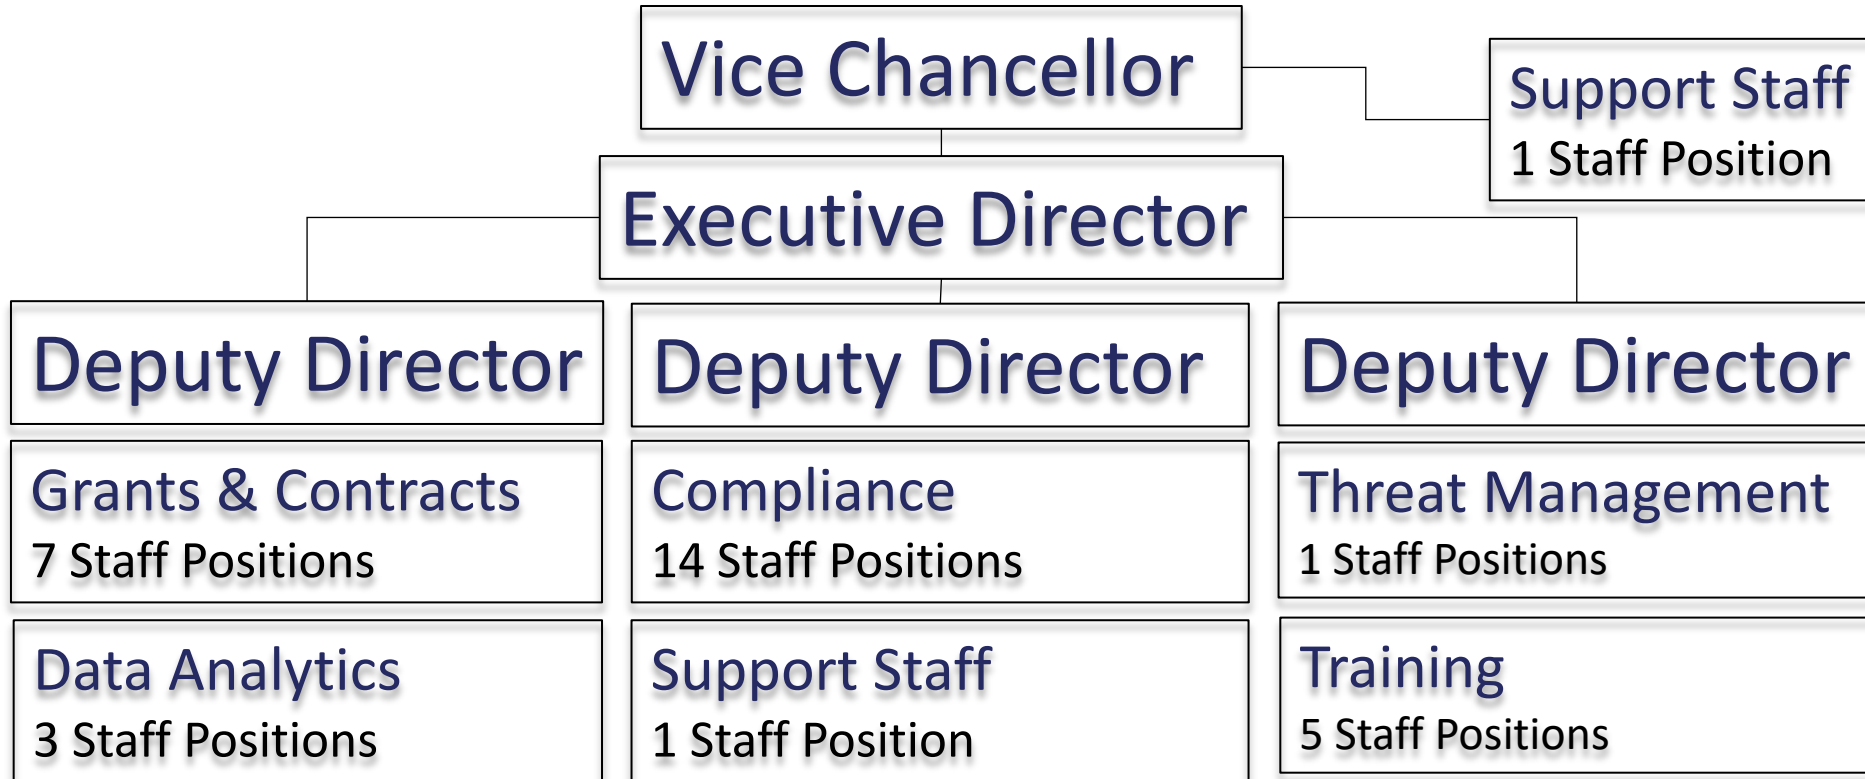 Vice Chancellor
Support Staff
1 Staff Position
Executive Director
Deputy Director
Deputy Director
Deputy Director
Grants & Contracts
7 Staff Positions
Compliance
14 Staff Positions
Threat Management
1 Staff Positions
Data Analytics
3 Staff Positions
Support Staff
1 Staff Position
Training
5 Staff Positions